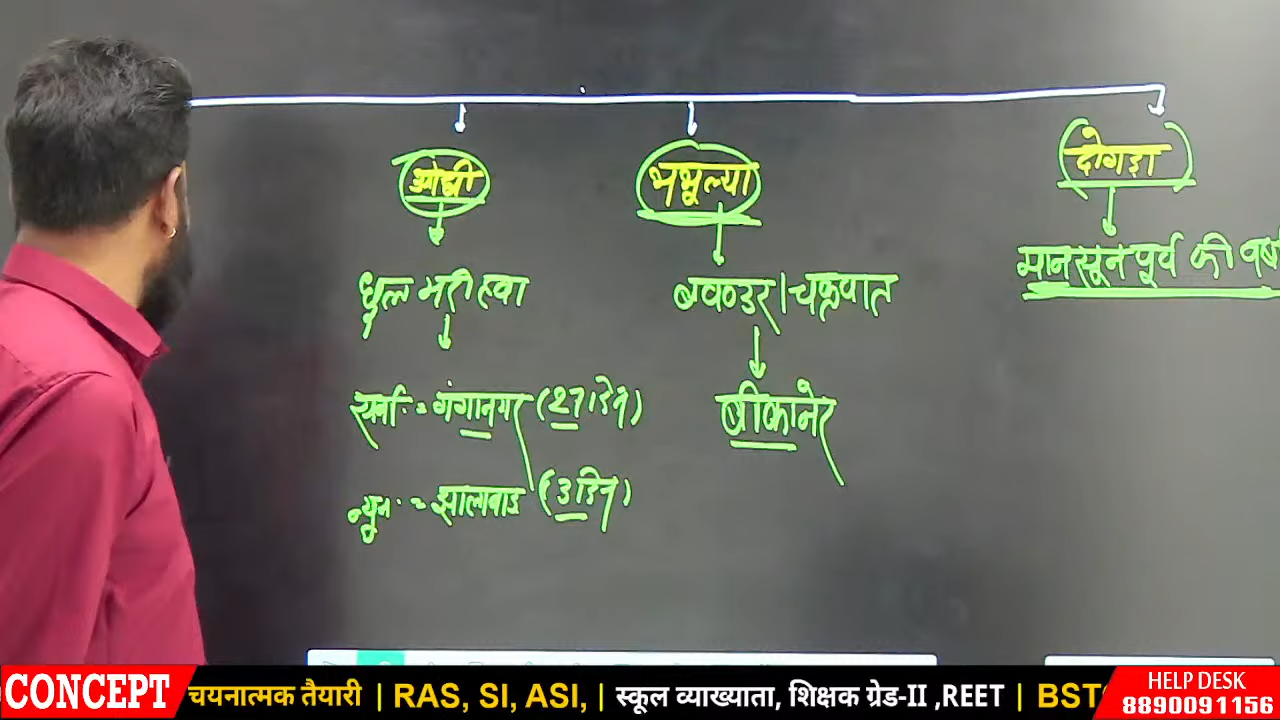 आँधी
भभूल्या
दोंगड़ा
धूल भरी हवा
बवण्डर/चक्रवात
मानसून पूर्व की वर्षा
सर्वा. = गंगानगर (27 दिन)
बीकानेर
न्यून. = झालावाड (3 दिन)
CONCEPT
चयनात्मक तैयारी | RAS, SI, ASI, | स्कूल व्याख्याता, शिक्षक ग्रेड-II ,REET | BST
HELP DESK
8890091156